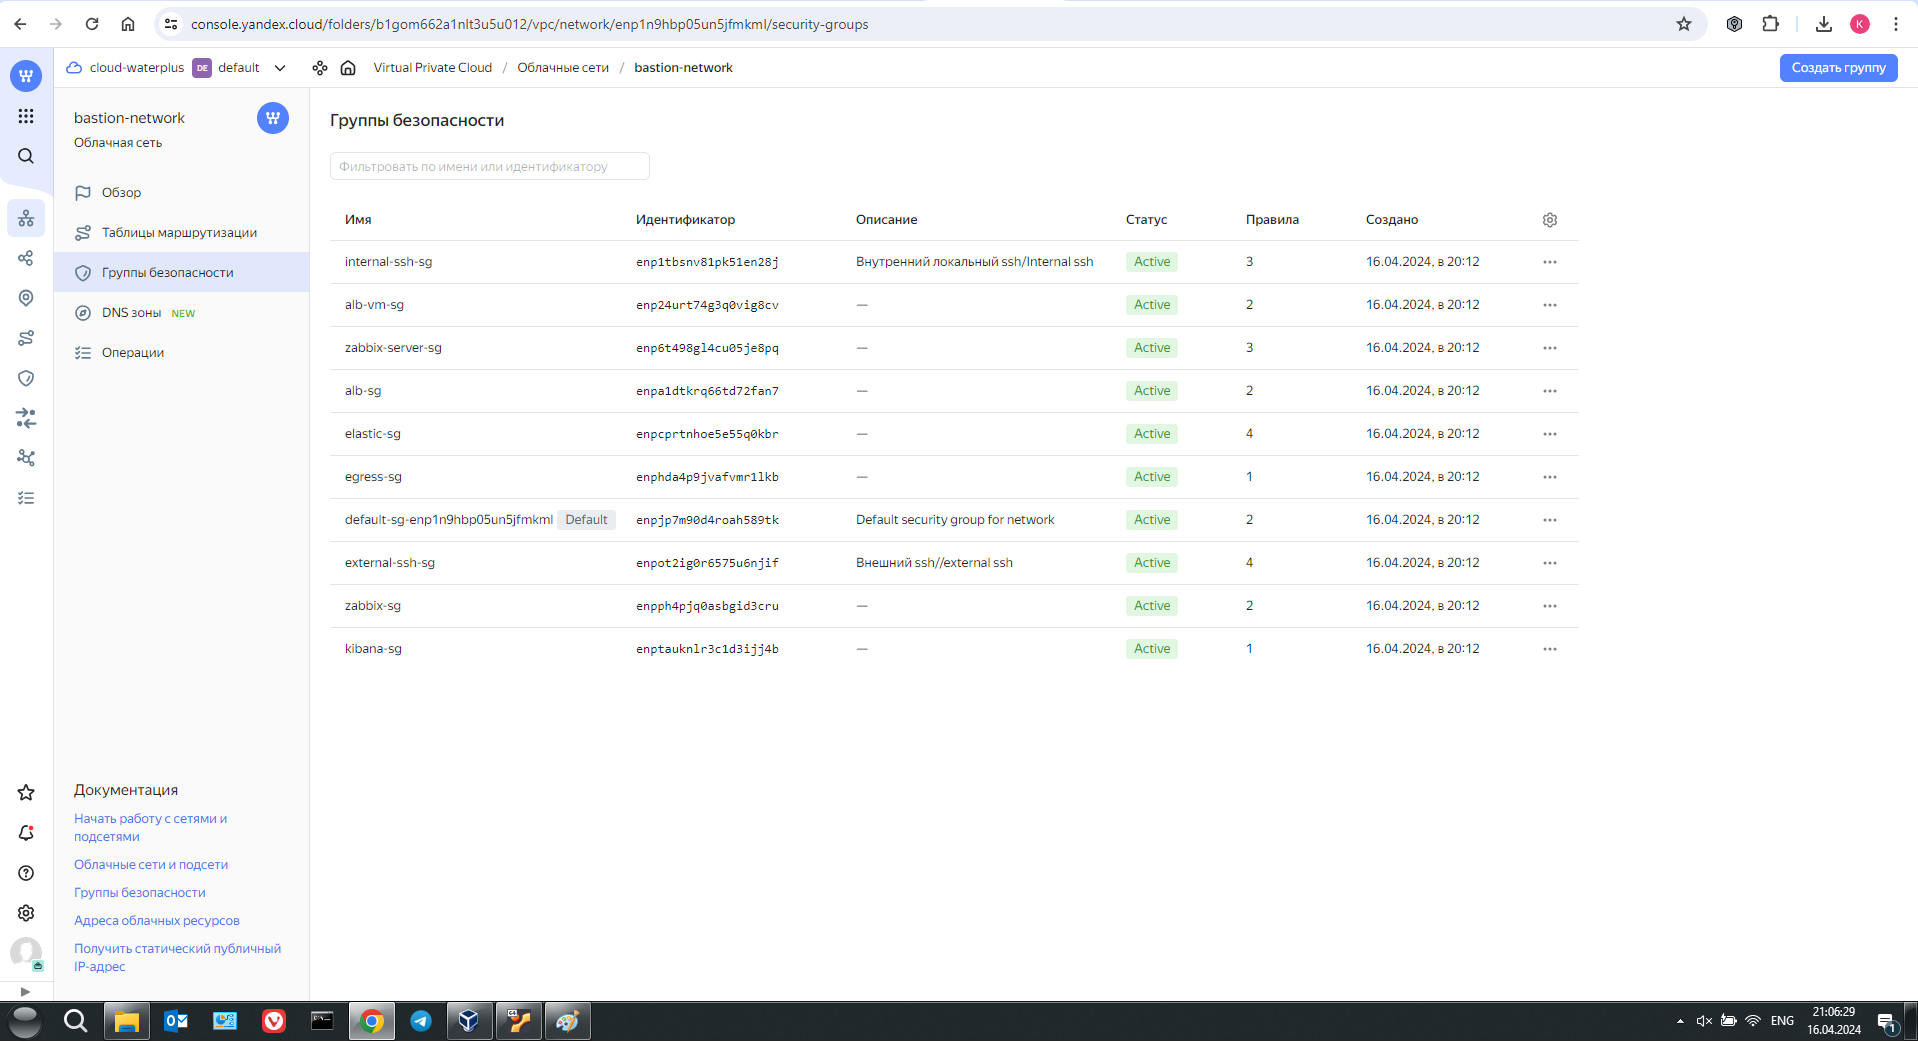 console.yandex.cloud/folders/b1gom662a1nlt3u5u012/vpc/network/enp1n9hbp05un5jfmkml/security-groups
K
cloud-waterplus DE default Virtual Private Cloud / Облачные сети / bastion-network Создать группу
bastion-network
Облачная сеть
Обзор
Таблицы маршрутизации
Группы безопасности
DNS зоны NEW
Операции
Группы безопасности
Фильтровать по имени или идентификатору
Имя Идентификатор Описание Статус Правила Создано
internal-ssh-sg enp1tbsnv81pk51en28j Внутренний локальный ssh/Internal ssh Active 3 16.04.2024, в 20:12
alb-vm-sg enp24urt74g3q0vig8cv — Active 2 16.04.2024, в 20:12
zabbix-server-sg enp6t498gl4cu05je8pq — Active 3 16.04.2024, в 20:12
alb-sg enpa1dtkrq66td72fan7 — Active 2 16.04.2024, в 20:12
elastic-sg enpcprtnhoe5e55q0kbr — Active 4 16.04.2024, в 20:12
egress-sg enphda4p9jvafvmr1lkb — Active 1 16.04.2024, в 20:12
default-sg-enp1n9hbp05un5jfmkml Default enpjp7m90d4roah589tk Default security group for network Active 2 16.04.2024, в 20:12
external-ssh-sg enpot2ig0r6575u6njif Внешний ssh//external ssh Active 4 16.04.2024, в 20:12
zabbix-sg enpph4pjq0asbgid3cru — Active 2 16.04.2024, в 20:12
kibana-sg enptauknlr3c1d3ijj4b — Active 1 16.04.2024, в 20:12
Документация
Начать работу с сетями и
подсетями
Облачные сети и подсети
Группы безопасности
Адреса облачных ресурсов
Получить статический публичный
IP-адрес
ENG
21:06:29
16.04.2024
1